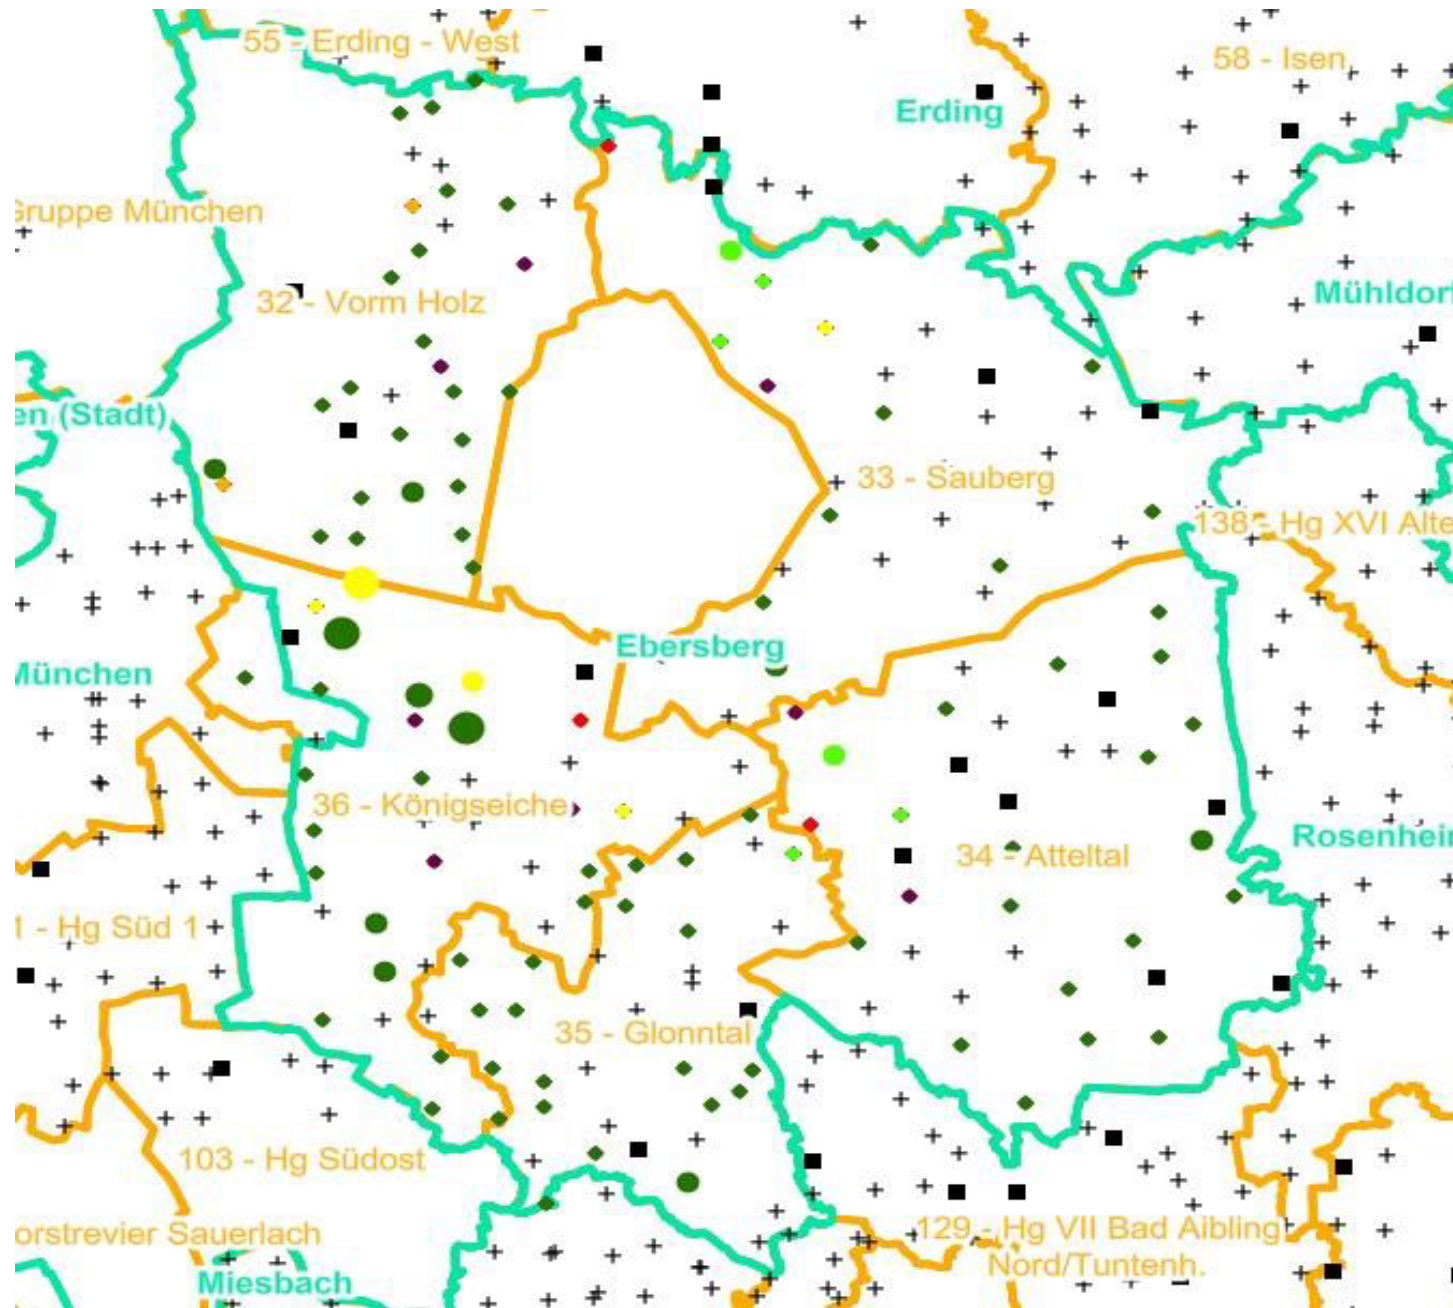 55 - Erding - West
58 - Isen
Erding
Gruppe München
32 - Vorm Holz
Mühldorf
en (Stadt)
33 - Sauberg
138 - Hg XVI Alte
Ebersberg
München
36 - Königseiche
34 - Atteltal
Rosenhei
1 - Hg Süd 1
35 - Glonntal
103 - Hg Südost
orstrevier Sauerlach
129 - Hg VII Bad Aibling
Nord/Tuntenh.
Miesbach